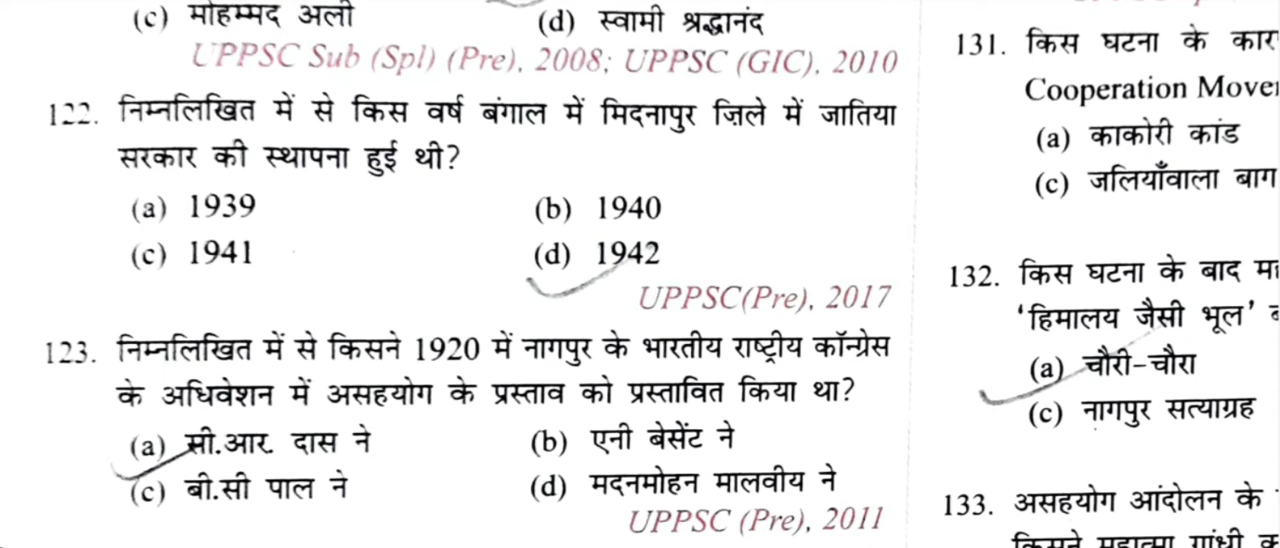 (c) मोहम्मद अली (d) स्वामी श्रद्धानंद
UPPSC Sub (Spl) (Pre), 2008; UPPSC (GIC), 2010
122. निम्नलिखित में से किस वर्ष बंगाल में मिदनापुर ज़िले में जातिया
सरकार की स्थापना हुई थी?
(a) 1939 (b) 1940
(c) 1941 (d) 1942
UPPSC(Pre), 2017
123. निम्नलिखित में से किसने 1920 में नागपुर के भारतीय राष्ट्रीय कॉन्ग्रेस
के अधिवेशन में असहयोग के प्रस्ताव को प्रस्तावित किया था?
(a) सी.आर. दास ने (b) एनी बेसेंट ने
(c) बी.सी पाल ने (d) मदनमोहन मालवीय ने
UPPSC (Pre), 2011
131. किस घटना के
Cooperation
(a) काकोरी कांड
(c) जलियाँवाला बाग
132. किस घटना के बाद
‘हिमालय जैसी भूल’
(a) चौरी-चौरा
(c) नागपुर सत्याग्रह
133. असहयोग आंदोलन के
किसने महात्मा गांधी